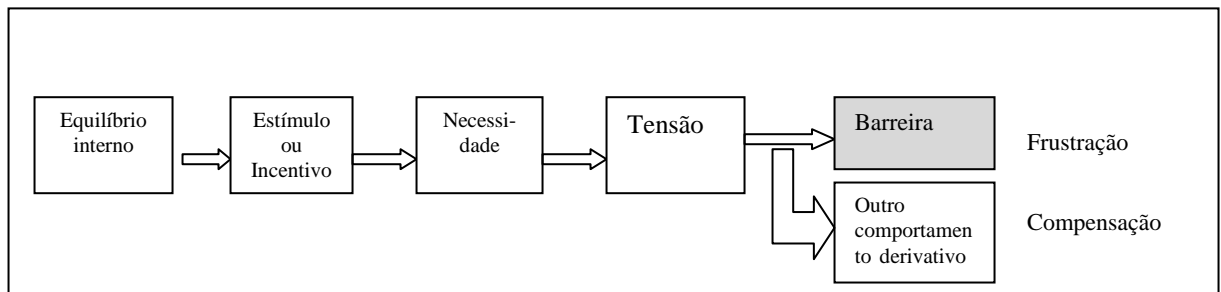 Equilíbrio
interno
Estímulo
ou
Incentivo
Necessi-
dade
Tensão
Barreira
Frustração
Outro
comportamen
to derivativo
Compensação